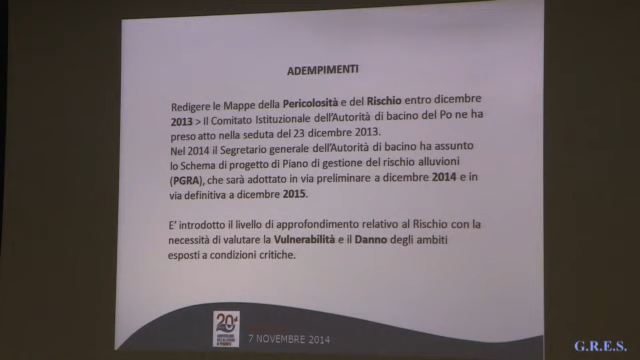 ADEMPIMENTI
Redigere le Mappe della Pericolosità e del Rischio entro dicembre
2013 > Il Comitato Istituzionale dell'Autorità di bacino del Po ne ha
preso atto nella seduta del 23 dicembre 2013.
Nel 2014 il Segretario generale dell'Autorità di bacino ha assunto
lo Schema di progetto di Piano di gestione del rischio alluvioni
(PGRA), che sarà adottato in via preliminare a dicembre 2014 e in
via definitiva a dicembre 2015.
E' introdotto il livello di approfondimento relativo al Rischio con la
necessità di valutare la Vulnerabilità e il Danno degli ambiti
esposti a condizioni critiche.
20
7 NOVEMBRE 2014
G.R.E.S.